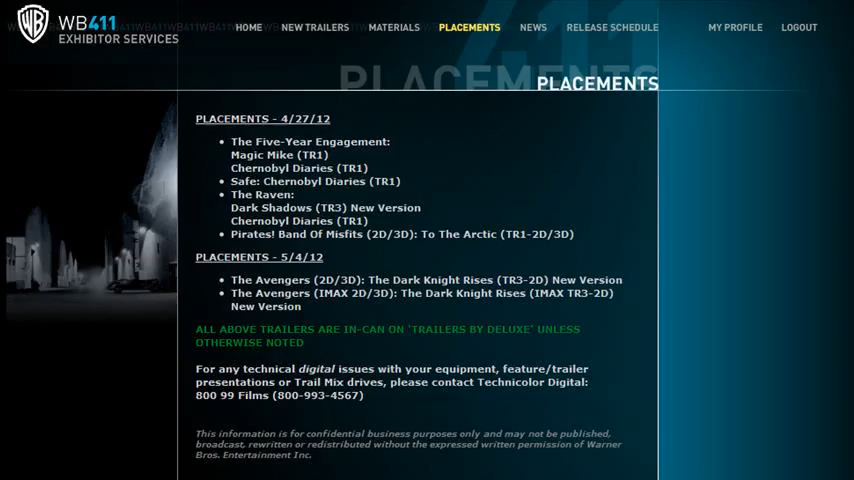 WB411
EXHIBITOR SERVICES
HOME NEW TRAILERS MATERIALS PLACEMENTS NEWS RELEASE SCHEDULE MY PROFILE LOGOUT
PLACEMENTS
PLACEMENTS
PLACEMENTS - 4/27/12
• The Five-Year Engagement:
Magic Mike (TR1)
Chernobyl Diaries (TR1)
• Safe: Chernobyl Diaries (TR1)
• The Raven:
Dark Shadows (TR3) New Version
Chernobyl Diaries (TR1)
• Pirates! Band Of Misfits (2D/3D): To The Arctic (TR1-2D/3D)
PLACEMENTS - 5/4/12
• The Avengers (2D/3D): The Dark Knight Rises (TR3-2D) New Version
• The Avengers (IMAX 2D/3D): The Dark Knight Rises (IMAX TR3-2D)
New Version
ALL ABOVE TRAILERS ARE IN-CAN ON 'TRAILERS BY DELUXE' UNLESS
OTHERWISE NOTED
For any technical digital issues with your equipment, feature/trailer
presentations or Trail Mix drives, please contact Technicolor Digital:
800 99 Films (800-993-4567)
This information is for confidential business purposes only and may not be published,
broadcast, rewritten or redistributed without the expressed written permission of Warner
Bros. Entertainment Inc.